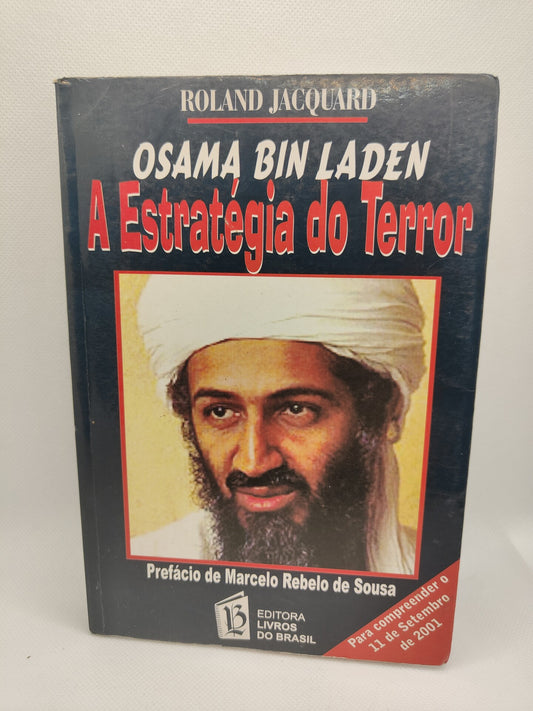 ROLAND JACQUARD
OSAMA BIN LADEN
A Estratégia do Terror
Prefácio de Marcelo Rebelo de Sousa
B
EDITORA
LIVROS
DO BRASIL
Para compreender o
11 de Setembro
de 2001